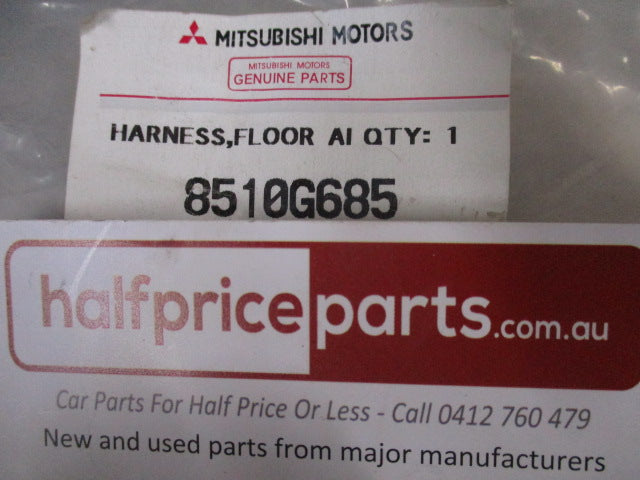 MITSUBISHI MOTORS
MITSUBISHI MOTORS
GENUINE PARTS
HARNESS,FLOOR AI QTY: 1
8510G685
halfpriceparts.com.au
Car Parts For Half Price Or Less - Call 0412 760 479
New and used parts from major manufacturers